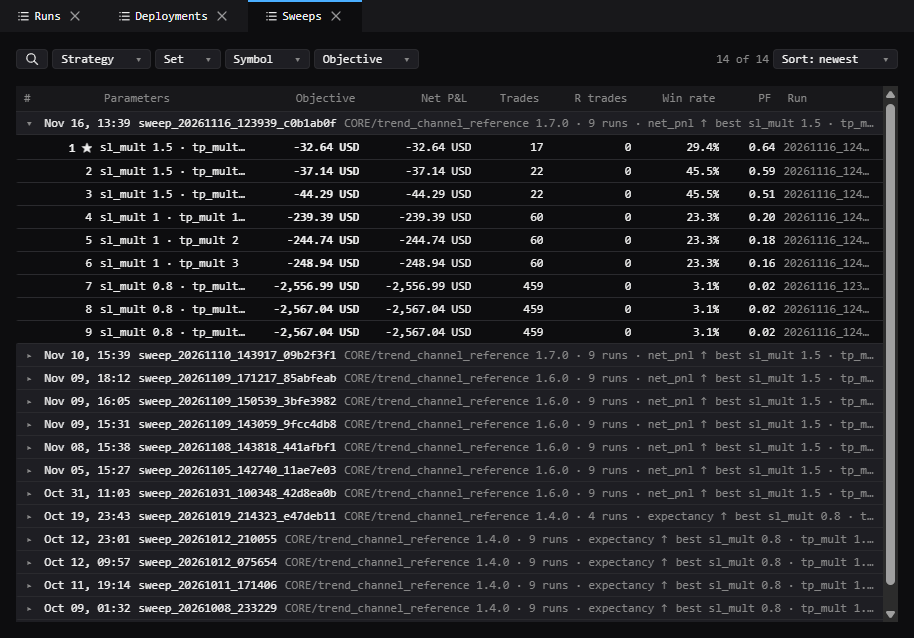 Runs Deployments Sweeps
Strategy Set Symbol Objective 14 of 14 Sort: newest
# Parameters Objective Net P&L Trades R trades Win rate PF Run
Nov 16, 13:39 sweep_20261116_123939_c0b1ab0f CORE/trend_channel_reference 1.7.0 · 9 runs · net_pnl ↑ best sl_mult 1.5 · tp_m…
1 ★ sl_mult 1.5 · tp_mult… -32.64 USD -32.64 USD 17 0 29.4% 0.64 20261116_124…
2 sl_mult 1.5 · tp_mult… -37.14 USD -37.14 USD 22 0 45.5% 0.59 20261116_124…
3 sl_mult 1.5 · tp_mult… -44.29 USD -44.29 USD 22 0 45.5% 0.51 20261116_124…
4 sl_mult 1 · tp_mult 1… -239.39 USD -239.39 USD 60 0 23.3% 0.20 20261116_124…
5 sl_mult 1 · tp_mult 2 -244.74 USD -244.74 USD 60 0 23.3% 0.18 20261116_124…
6 sl_mult 1 · tp_mult 3 -248.94 USD -248.94 USD 60 0 23.3% 0.16 20261116_124…
7 sl_mult 0.8 · tp_mult… -2,556.99 USD -2,556.99 USD 459 0 3.1% 0.02 20261116_123…
8 sl_mult 0.8 · tp_mult… -2,567.04 USD -2,567.04 USD 459 0 3.1% 0.02 20261116_124…
9 sl_mult 0.8 · tp_mult… -2,567.04 USD -2,567.04 USD 459 0 3.1% 0.02 20261116_124…
Nov 10, 15:39 sweep_20261110_143917_09b2f3f1 CORE/trend_channel_reference 1.7.0 · 9 runs · net_pnl ↑ best sl_mult 1.5 · tp_m…
Nov 09, 18:12 sweep_20261109_171217_85abfeab CORE/trend_channel_reference 1.6.0 · 9 runs · net_pnl ↑ best sl_mult 1.5 · tp_m…
Nov 09, 16:05 sweep_20261109_150539_3bfe3982 CORE/trend_channel_reference 1.6.0 · 9 runs · net_pnl ↑ best sl_mult 1.5 · tp_m…
Nov 09, 15:31 sweep_20261109_143059_9fcc4db8 CORE/trend_channel_reference 1.6.0 · 9 runs · net_pnl ↑ best sl_mult 1.5 · tp_m…
Nov 08, 15:38 sweep_20261108_143818_441afbf1 CORE/trend_channel_reference 1.6.0 · 9 runs · net_pnl ↑ best sl_mult 1.5 · tp_m…
Nov 05, 15:27 sweep_20261105_142740_11ae7e03 CORE/trend_channel_reference 1.6.0 · 9 runs · net_pnl ↑ best sl_mult 1.5 · tp_m…
Oct 31, 11:03 sweep_20261031_100348_42d8ea0b CORE/trend_channel_reference 1.6.0 · 9 runs · net_pnl ↑ best sl_mult 1.5 · tp_m…
Oct 19, 23:43 sweep_20261019_214323_e47deb11 CORE/trend_channel_reference 1.4.0 · 4 runs · expectancy ↑ best sl_mult 0.8 · t…
Oct 12, 23:01 sweep_20261012_210055 CORE/trend_channel_reference 1.4.0 · 9 runs · expectancy ↑ best sl_mult 0.8 · tp_mult 1.…
Oct 12, 09:57 sweep_20261012_075654 CORE/trend_channel_reference 1.4.0 · 9 runs · expectancy ↑ best sl_mult 0.8 · tp_mult 1.…
Oct 11, 19:14 sweep_20261011_171406 CORE/trend_channel_reference 1.4.0 · 9 runs · expectancy ↑ best sl_mult 0.8 · tp_mult 1.…
Oct 09, 01:32 sweep_20261008_233229 CORE/trend_channel_reference 1.4.0 · 9 runs · expectancy ↑ best sl_mult 0.8 · tp_mult 1.…